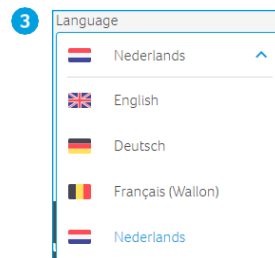 3
Language
Nederlands
English
Deutsch
Français (Wallon)
Nederlands